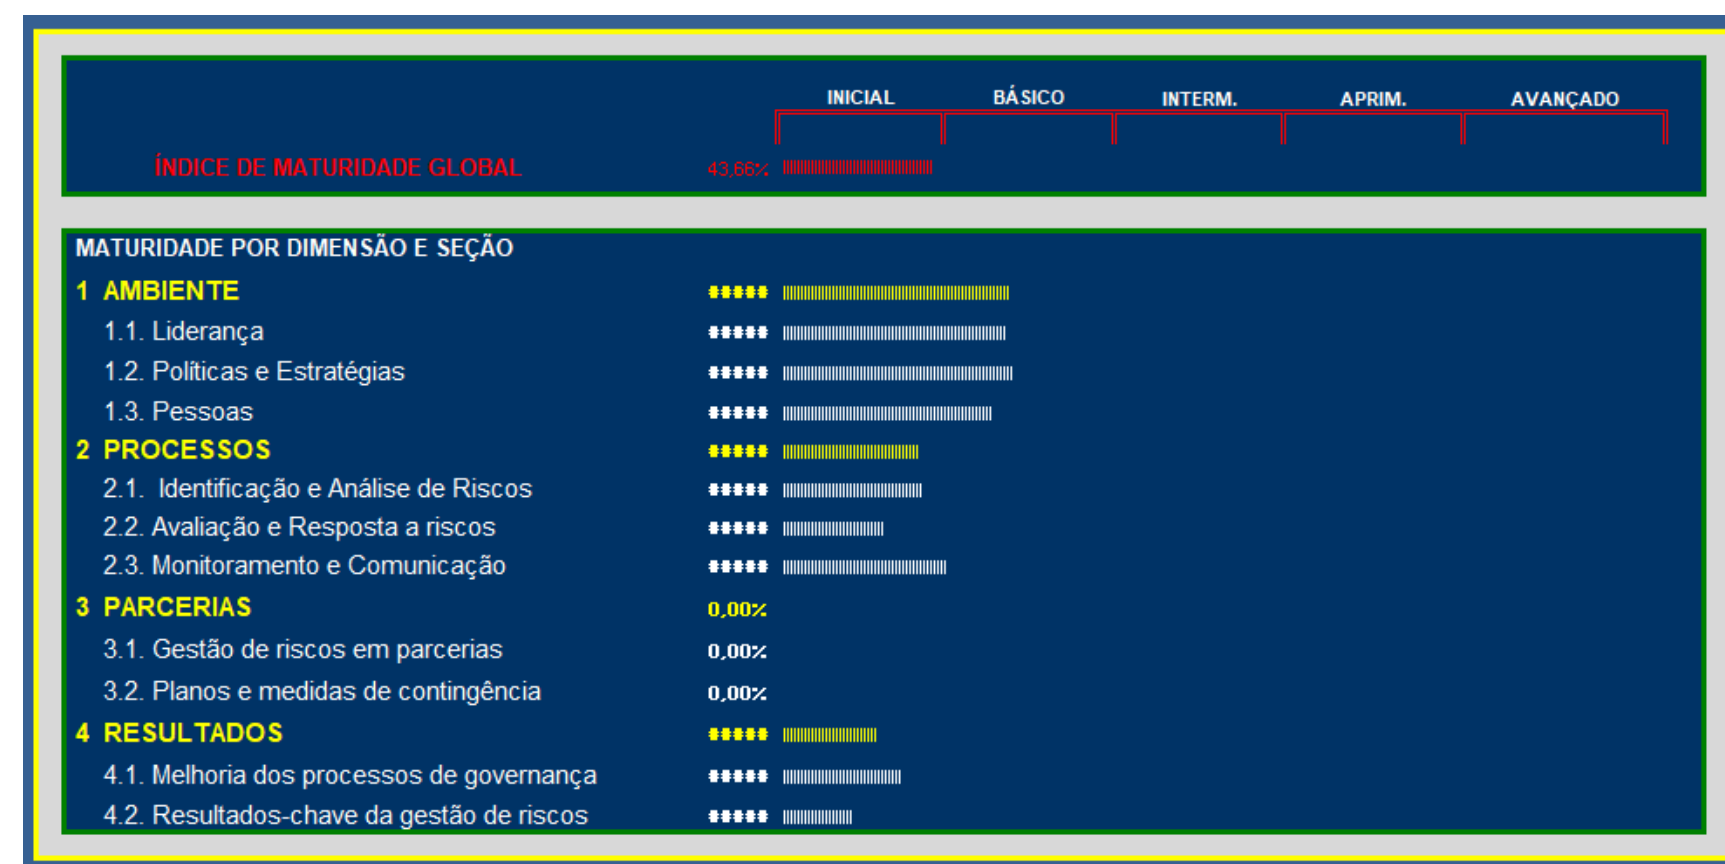 INICIAL BÁSICO INTERM. APRIM. AVANÇADO
ÍNDICE DE MATURIDADE GLOBAL 43,66%
MATURIDADE POR DIMENSÃO E SEÇÃO
1 AMBIENTE #####
1.1. Liderança #####
1.2. Políticas e Estratégias #####
1.3. Pessoas #####
2 PROCESSOS #####
2.1. Identificação e Análise de Riscos #####
2.2. Avaliação e Resposta a riscos #####
2.3. Monitoramento e Comunicação #####
3 PARCERIAS 0,00%
3.1. Gestão de riscos em parcerias 0,00%
3.2. Planos e medidas de contingência 0,00%
4 RESULTADOS #####
4.1. Melhoria dos processos de governança #####
4.2. Resultados-chave da gestão de riscos #####